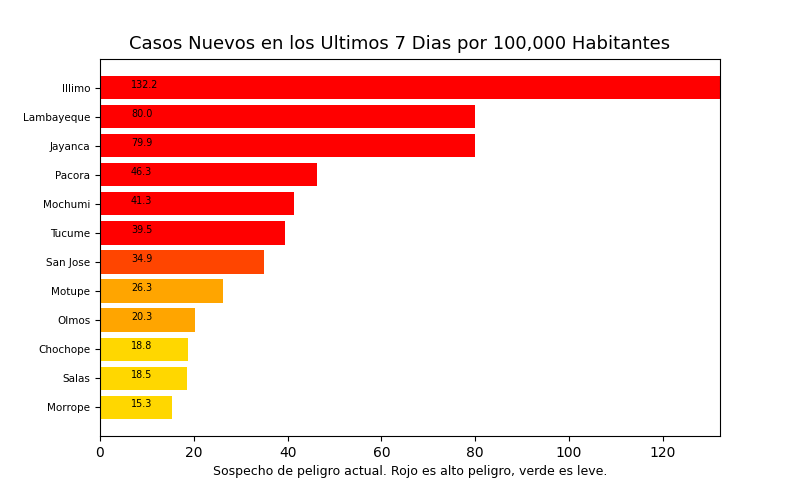 Casos Nuevos en los Ultimos 7 Dias por 100,000 Habitantes
Illimo 132.2
Lambayeque 80.0
Jayanca 79.9
Pacora 46.3
Mochumi 41.3
Tucume 39.5
San Jose 34.9
Motupe 26.3
Olmos 20.3
Chochope 18.8
Salas 18.5
Morrope 15.3
0 20 40 60 80 100 120
Sospecho de peligro actual. Rojo es alto peligro, verde es leve.